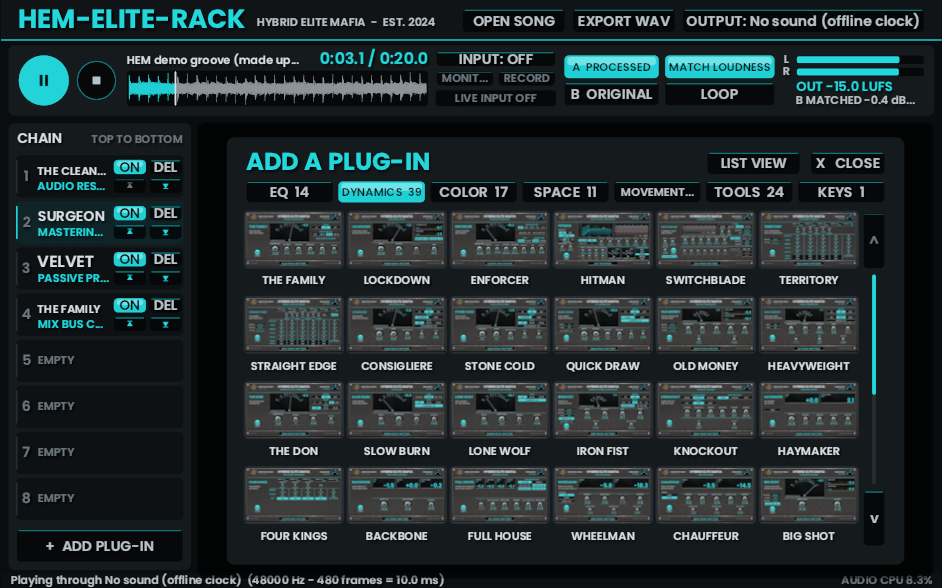 HEM-ELITE-RACK HYBRID ELITE MAFIA - EST. 2024 OPEN SONG EXPORT WAV OUTPUT: No sound (offline clock)
HEM demo groove (made up... 0:03.1 / 0:20.0
INPUT: OFF
MONIT... RECORD
LIVE INPUT OFF
A PROCESSED MATCH LOUDNESS
B ORIGINAL LOOP
L
R
OUT -15.0 LUFS
B MATCHED -0.4 dB...
CHAIN TOP TO BOTTOM
1 THE CLEAN... ON DEL
AUDIO RES...
2 SURGEON ON DEL
MASTERIN...
3 VELVET ON DEL
PASSIVE PR...
4 THE FAMILY ON DEL
MIX BUS C...
5 EMPTY
6 EMPTY
7 EMPTY
8 EMPTY
+ ADD PLUG-IN
ADD A PLUG-IN LIST VIEW X CLOSE
EQ 14 DYNAMICS 39 COLOR 17 SPACE 11 MOVEMENT... TOOLS 24 KEYS 1
THE FAMILY LOCKDOWN ENFORCER HITMAN SWITCHBLADE TERRITORY
STRAIGHT EDGE CONSIGLIERE STONE COLD QUICK DRAW OLD MONEY HEAVYWEIGHT
THE DON SLOW BURN LONE WOLF IRON FIST KNOCKOUT HAYMAKER
FOUR KINGS BACKBONE FULL HOUSE WHEELMAN CHAUFFEUR BIG SHOT
Playing through No sound (offline clock) (48000 Hz - 480 frames = 10.0 ms) AUDIO CPU 8.3%